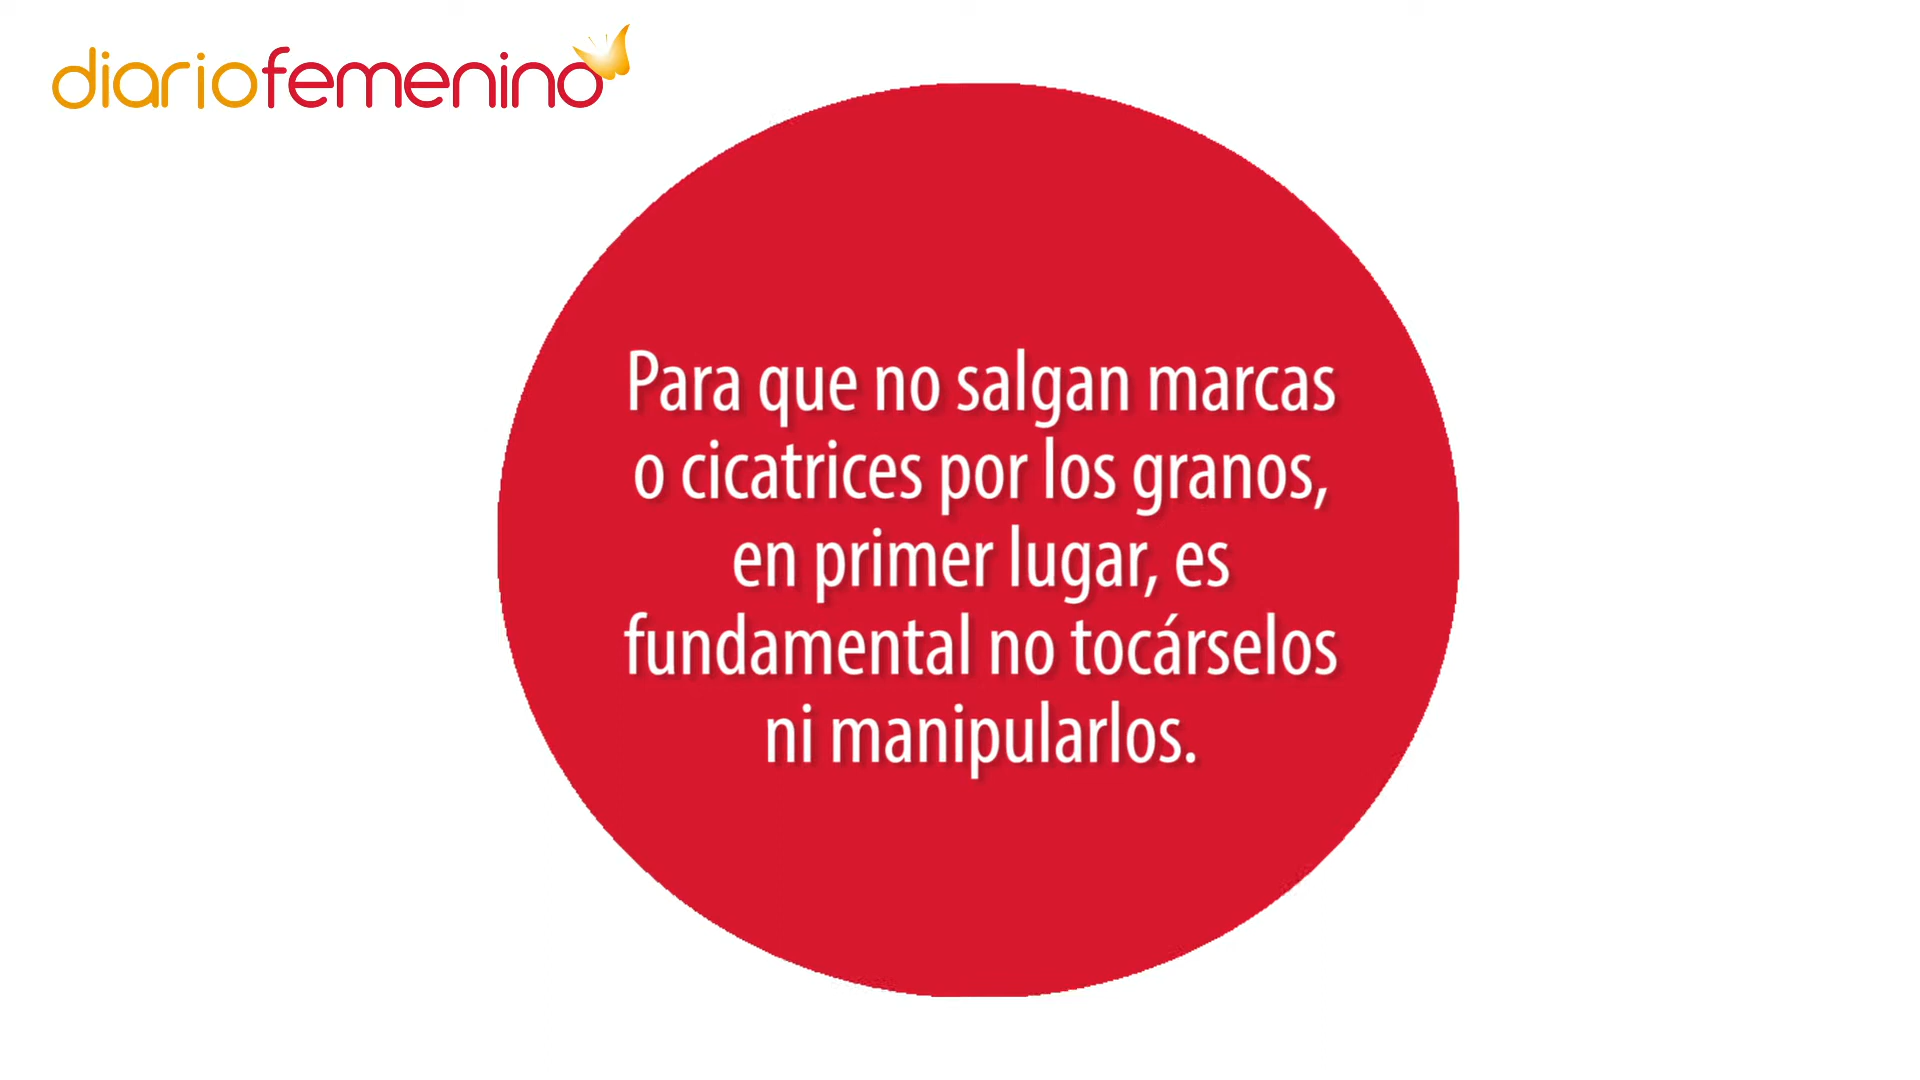 diariofemenino
Para que no salgan marcas
o cicatrices por los granos,
en primer lugar, es
fundamental no tocárselos
ni manipularlos.